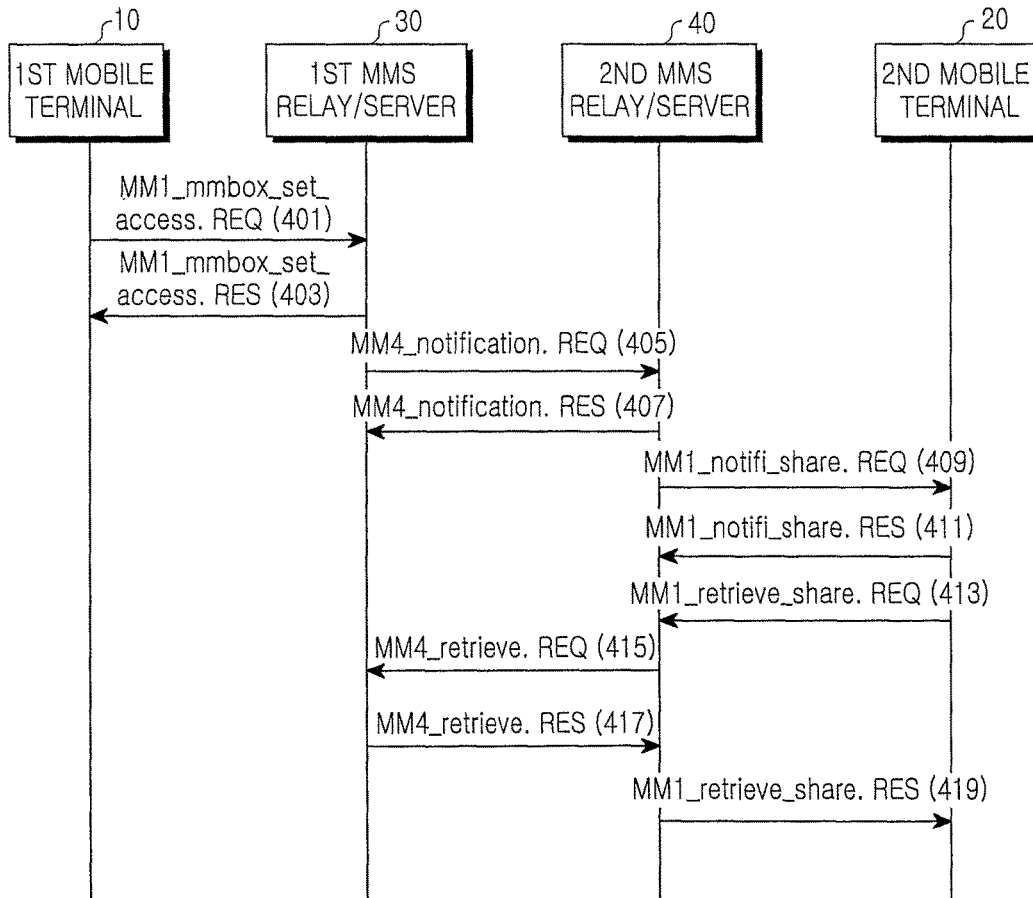 10
30
40
20
1ST MOBILE
TERMINAL
1ST MMS
RELAY/SERVER
2ND MMS
RELAY/SERVER
2ND MOBILE
TERMINAL
MM1_mmbox_set_
access. REQ (401)
MM1_mmbox_set_
access. RES (403)
MM4_notification. REQ (405)
MM4_notification. RES (407)
MM1_notifi_share. REQ (409)
MM1_notifi_share. RES (411)
MM1_retrieve_share. REQ (413)
MM4_retrieve. REQ (415)
MM4_retrieve. RES (417)
MM1_retrieve_share. RES (419)